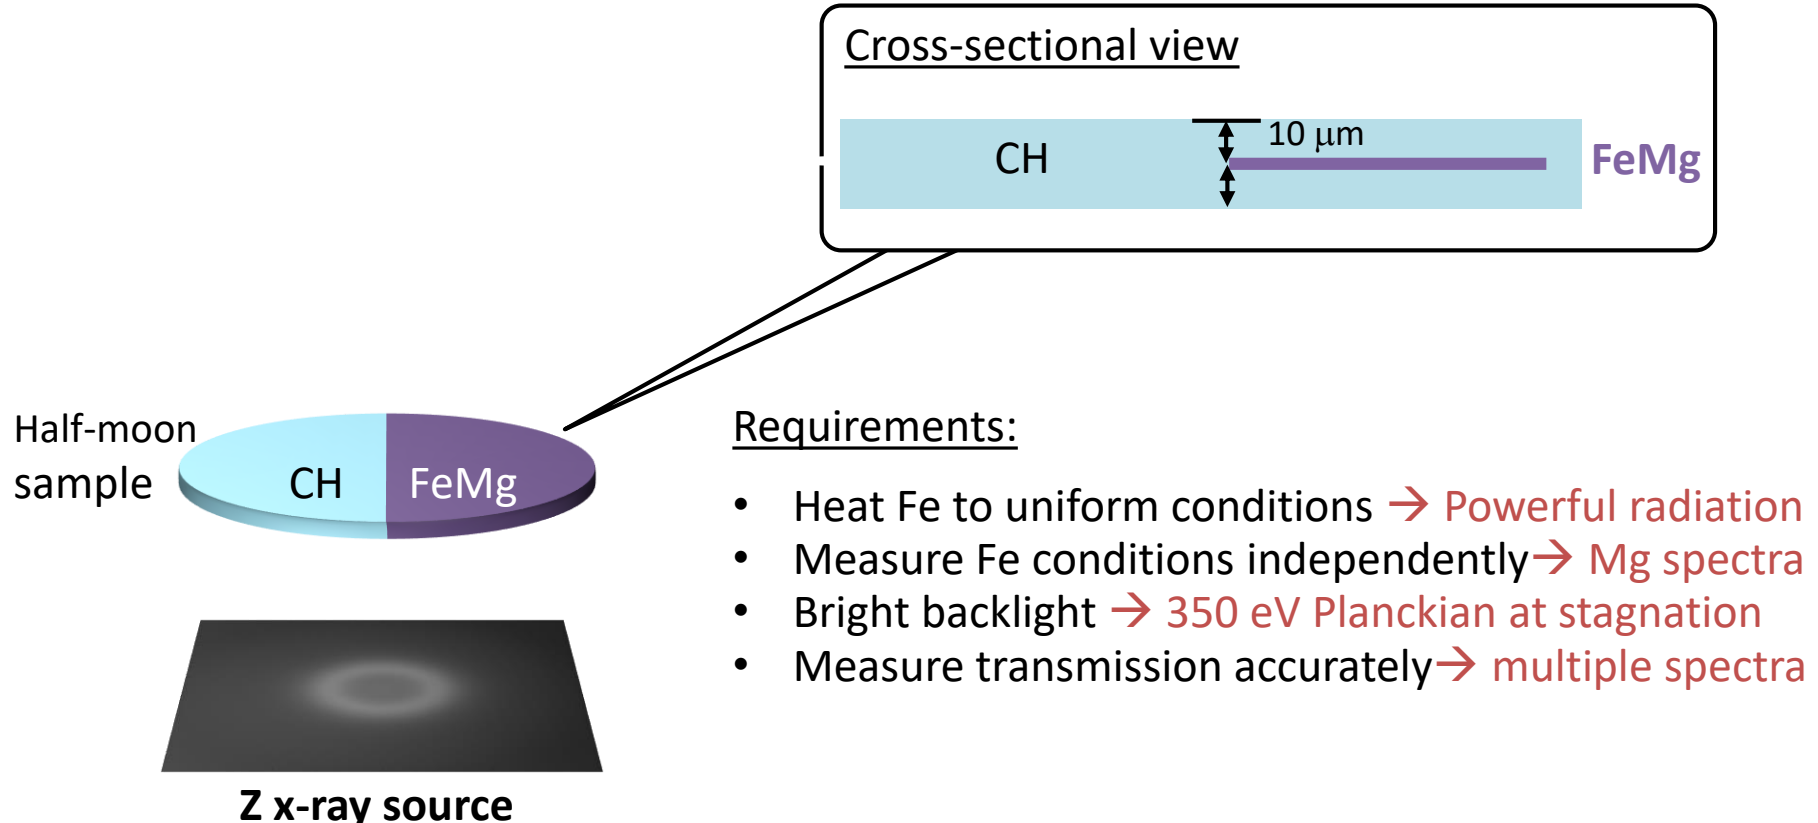 Cross-sectional view
10 μm
CH
FeMg
Half-moon
sample
CH
FeMg
Requirements:
• Heat Fe to uniform conditions → Powerful radiation
• Measure Fe conditions independently→ Mg spectra
• Bright backlight → 350 eV Planckian at stagnation
• Measure transmission accurately→ multiple spectra
Z x-ray source